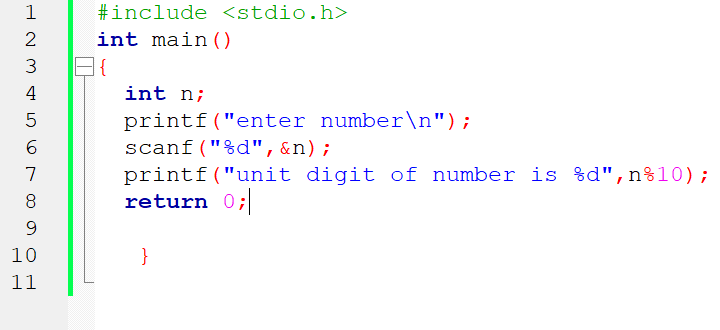 1 #include <stdio.h>
2 int main()
3 {
4 int n;
5 printf("enter number\n");
6 scanf("%d",&n);
7 printf("unit digit of number is %d",n%10);
8 return 0;
9
10 }
11